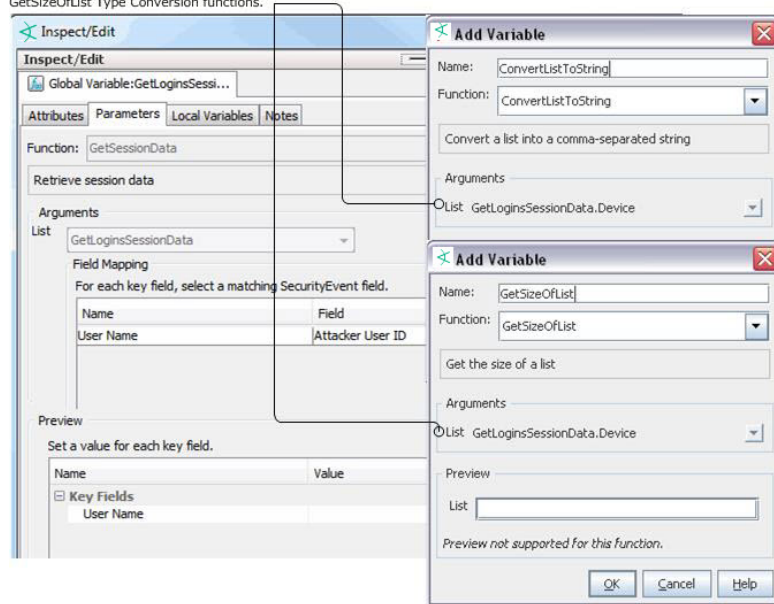 GetSizeOfList Type Conversion functions.
Inspect/Edit
Inspect/Edit
Global Variable:GetLoginsSessi...
Attributes Parameters Local Variables Notes
Function: GetSessionData
Retrieve session data
Arguments
List
GetLoginsSessionData
Field Mapping
For each key field, select a matching SecurityEvent field.
Name Field
User Name Attacker User ID
Preview
Set a value for each key field.
Name Value
Key Fields
User Name
Add Variable
Name: ConvertListToString
Function: ConvertListToString
Convert a list into a comma-separated string
Arguments
List GetLoginsSessionData.Device
Add Variable
Name: GetSizeOfList
Function: GetSizeOfList
Get the size of a list
Arguments
List GetLoginsSessionData.Device
Preview
List
Preview not supported for this function.
OK Cancel Help